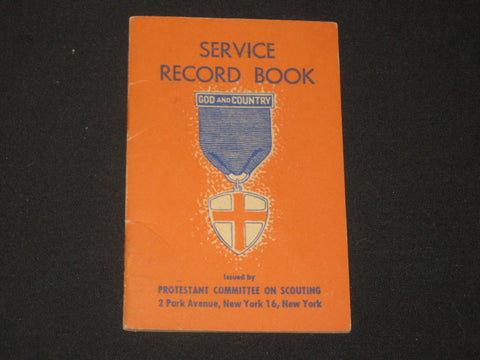 SERVICE
RECORD BOOK
GOD AND COUNTRY
Issued by
PROTESTANT COMMITTEE ON SCOUTING
2 Park Avenue, New York 16, New York